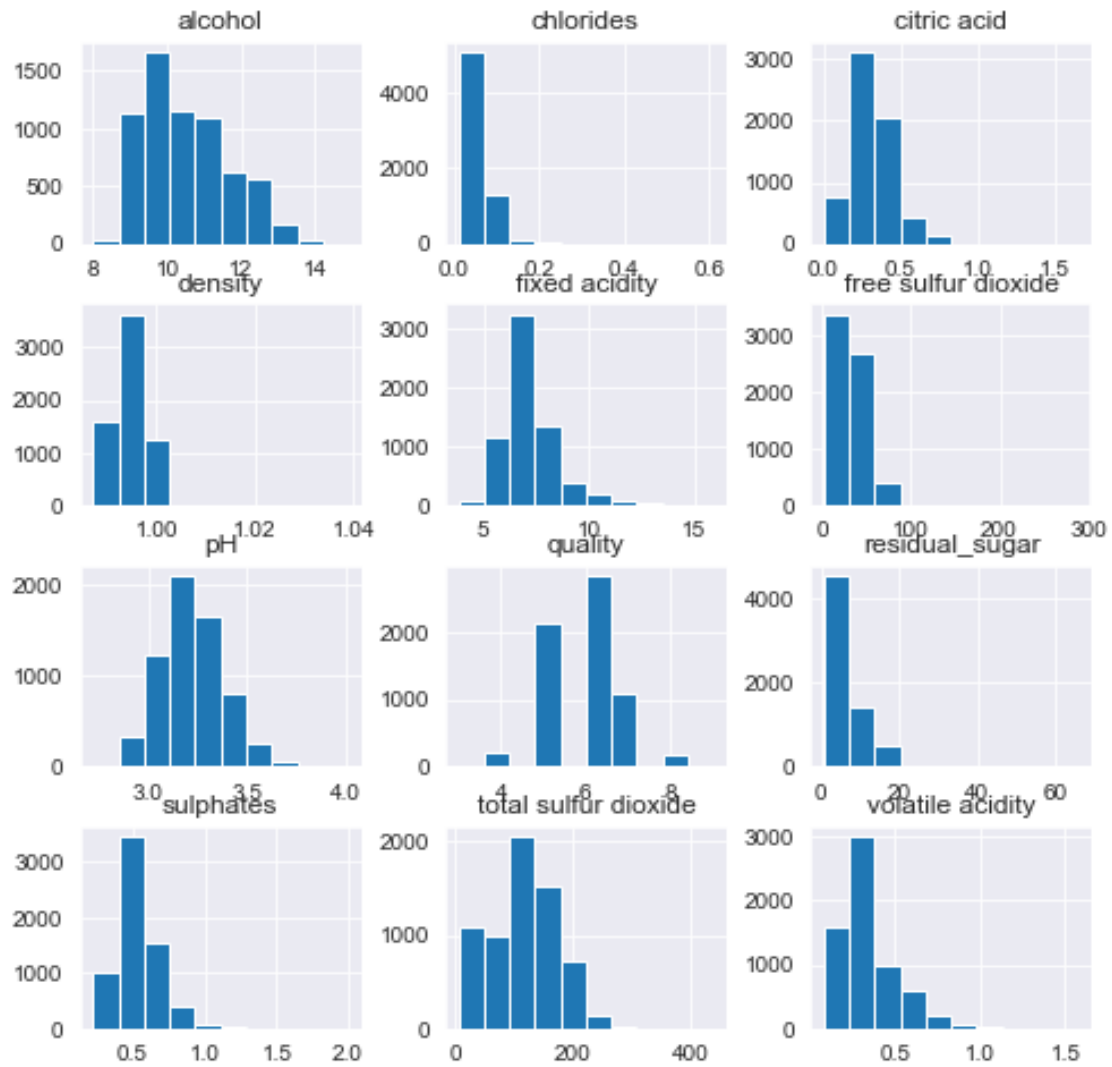 alcohol
1500
1000
500
0
8 10 12 14
chlorides
4000
2000
0
0.0 0.2 0.4 0.6
citric acid
3000
2000
1000
0
0.0 0.5 1.0 1.5
density
3000
2000
1000
0
1.00 1.02 1.04
fixed acidity
3000
2000
1000
0
5 10 15
free sulfur dioxide
3000
2000
1000
0
0 100 200 300
pH
2000
1000
0
3.0 3.5 4.0
quality
2000
1000
0
4 6 8
residual_sugar
4000
2000
0
0 20 40 60
sulphates
3000
2000
1000
0
0.5 1.0 1.5 2.0
total sulfur dioxide
2000
1000
0
0 200 400
volatile acidity
3000
2000
1000
0
0.5 1.0 1.5